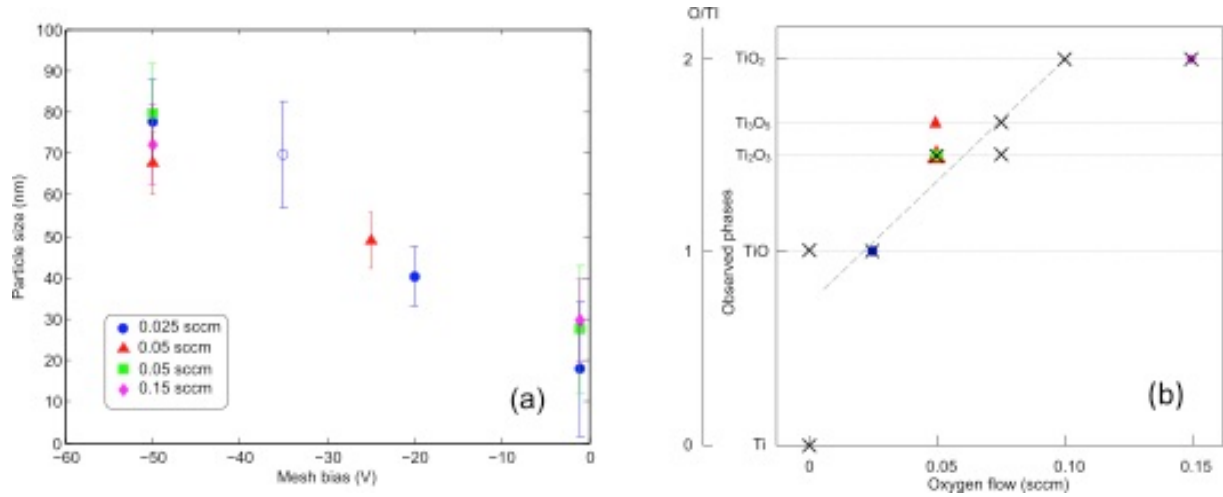 100
90
80
70
60
50
40
30
20
10
0
−60
−50
−40
−30
−20
−10
0
Particle size (nm)
Mesh bias (V)
0.025 sccm
0.05 sccm
0.05 sccm
0.15 sccm
(a)
O/Ti
2
1
0
TiO₂
Ti₃O₅
Ti₂O₃
TiO
Ti
Observed phases
0
0.05
0.10
0.15
Oxygen flow (sccm)
(b)